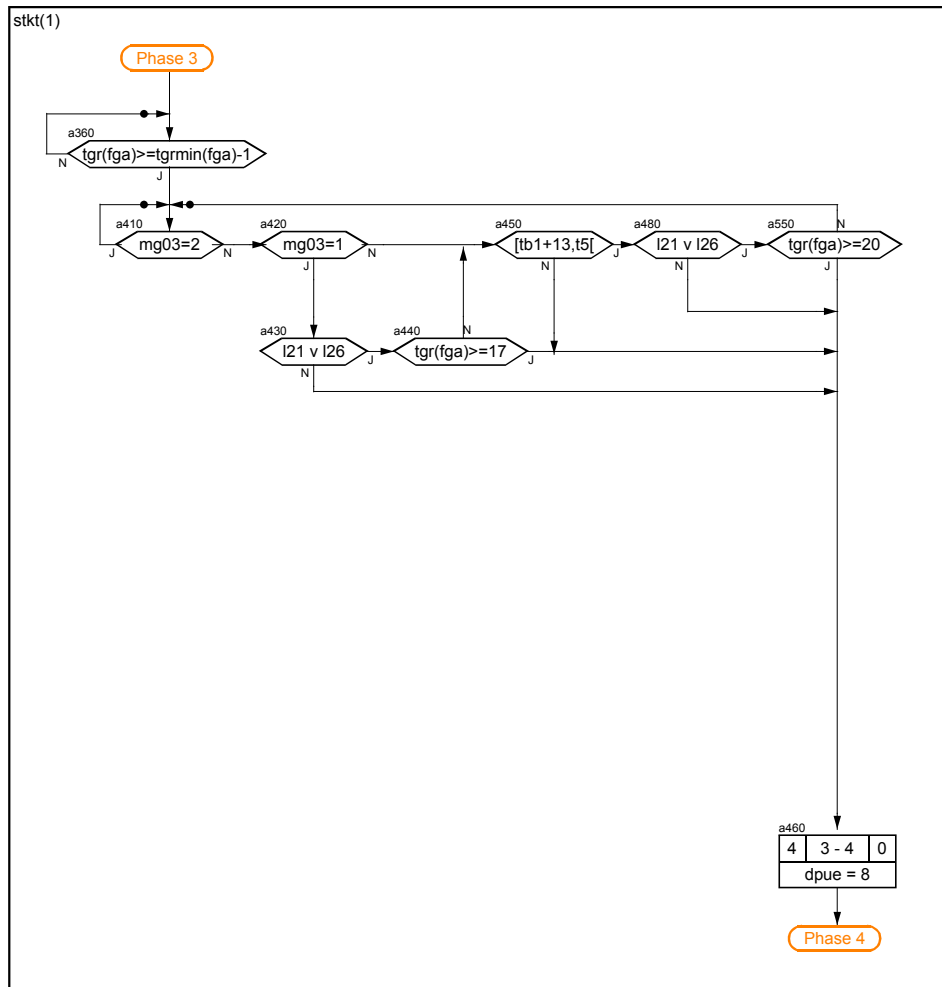 stkt(1)
Phase 3
a360
tgr(fga)>=tgrmin(fga)-1
N
J
a410
mg03=2
J
N
a420
mg03=1
N
J
a450
[tb1+13,t5[
N
J
a480
l21 v l26
N
J
a550
N
tgr(fga)>=20
J
a430
l21 v l26
J
N
a440
N
tgr(fga)>=17
J
a460
4 3 - 4 0
dpue = 8
Phase 4